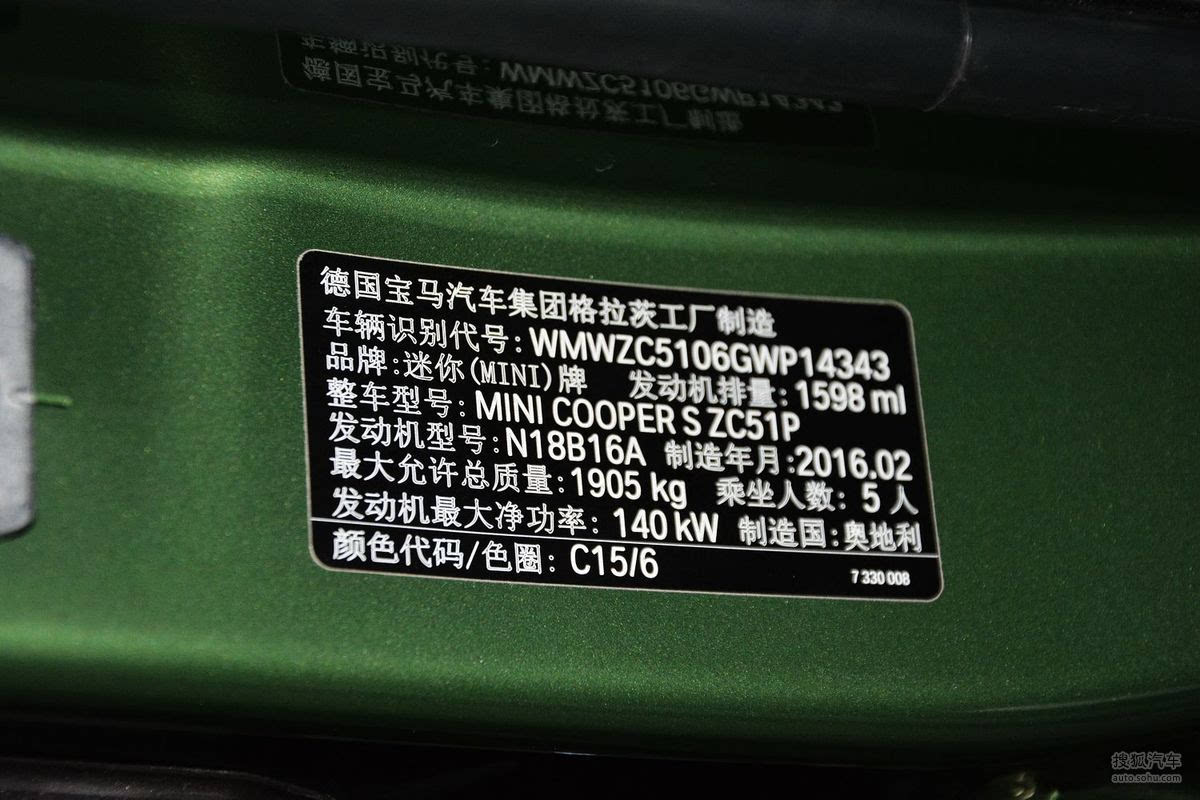 德国宝马汽车集团格拉茨工厂制造
车辆识别代号: WMWZC5106GWP14343
品牌:迷你(MINI)牌 发动机排量: 1598 ml
整车型号: MINI COOPER S ZC51P
发动机型号: N18B16A 制造年月:2016.02
最大允许总质量:1905 kg 乘坐人数: 5 人
发动机最大净功率: 140 kW 制造国:奥地利
颜色代码/色圈: C15/6
7 330 008
搜狐汽车
auto.sohu.com